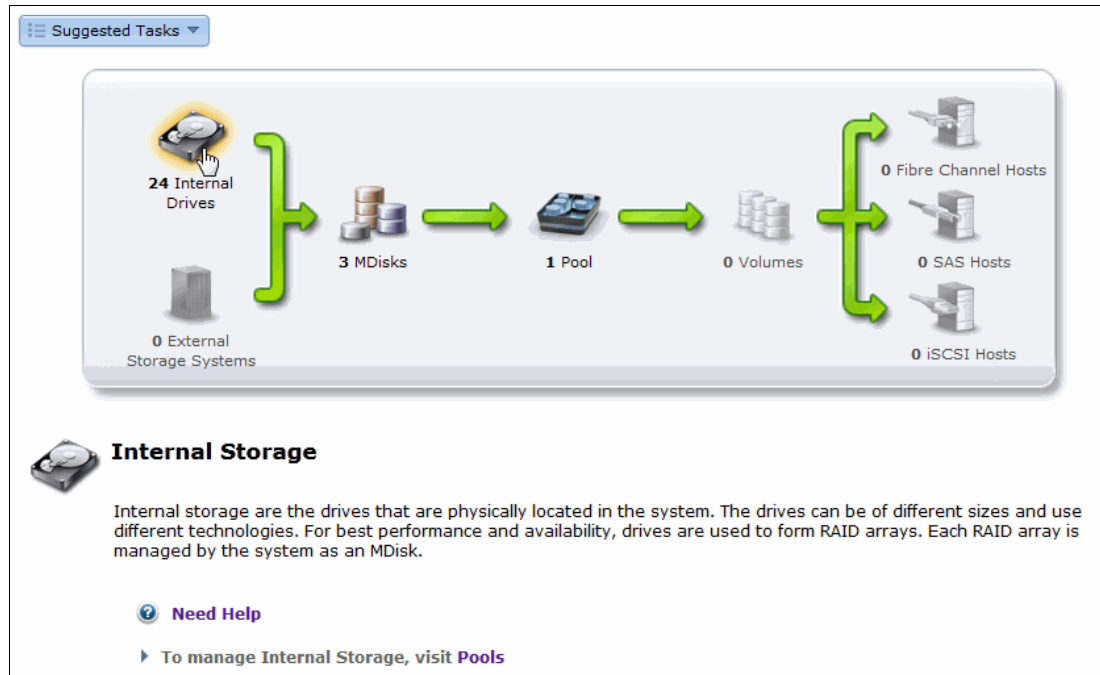 Suggested Tasks
24 Internal
Drives
0 External
Storage Systems
3 MDisks
1 Pool
0 Volumes
0 Fibre Channel Hosts
0 SAS Hosts
0 iSCSI Hosts
Internal Storage
Internal storage are the drives that are physically located in the system. The drives can be of different sizes and use
different technologies. For best performance and availability, drives are used to form RAID arrays. Each RAID array is
managed by the system as an MDisk.
Need Help
To manage Internal Storage, visit Pools